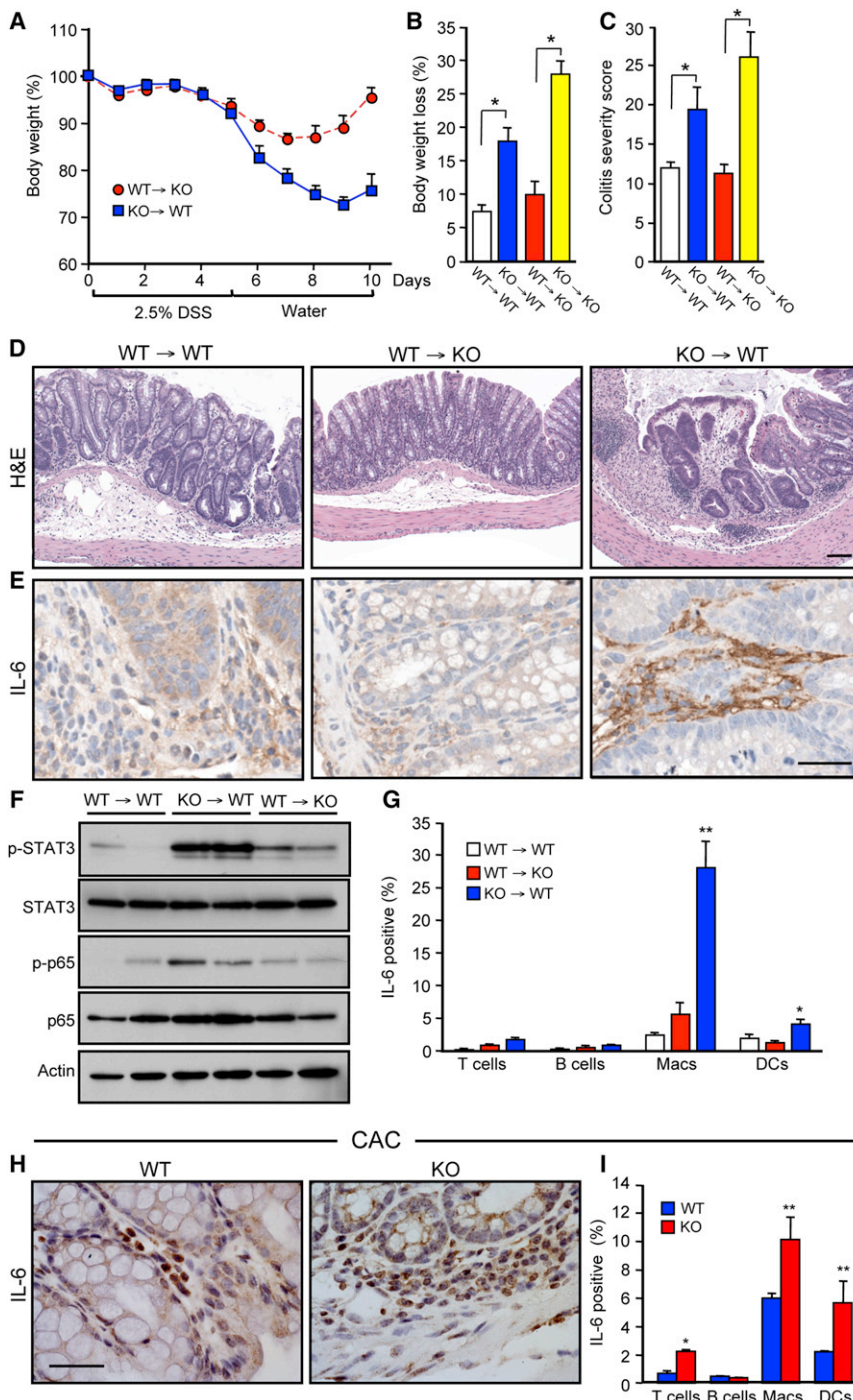 A
Body weight (%)
100
90
80
70
60
WT → KO
KO → WT
0 2 4 6 8 10 Days
2.5% DSS Water
B
Body weight loss (%)
35
30
25
20
15
10
5
0
*
*
WT → WT
KO → WT
WT → KO
KO → KO
C
Colitis severity score
30
25
20
15
10
5
0
*
*
WT → WT
KO → WT
WT → KO
KO → KO
D
WT → WT WT → KO KO → WT
H&E
E
IL-6
F
WT → WT KO → WT WT → KO
p-STAT3
STAT3
p-p65
p65
Actin
G
IL-6 positive (%)
35
30
25
20
15
10
5
0
WT → WT
WT → KO
KO → WT
**
*
T cells B cells Macs DCs
CAC
H
WT KO
IL-6
I
IL-6 positive (%)
14
12
10
8
6
4
2
0
WT
KO
*
**
**
T cells B cells Macs DCs